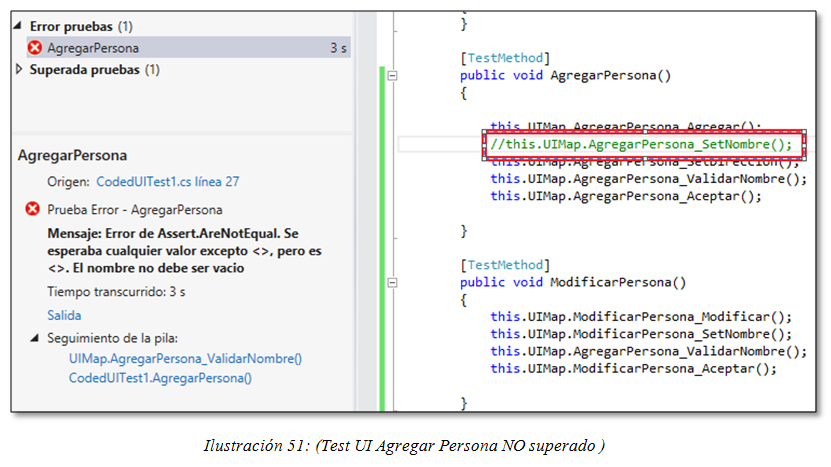 Error pruebas (1)
AgregarPersona 3 s
Superada pruebas (1)
AgregarPersona
Origen: CodedUITest1.cs línea 27
Prueba Error - AgregarPersona
Mensaje: Error de Assert.AreNotEqual. Se
esperaba cualquier valor excepto <>, pero es
<>. El nombre no debe ser vacio
Tiempo transcurrido: 3 s
Salida
Seguimiento de la pila:
UIMap.AgregarPersona_ValidarNombre()
CodedUITest1.AgregarPersona()
}
[TestMethod]
public void AgregarPersona()
{
this.UIMap.AgregarPersona_Agregar();
//this.UIMap.AgregarPersona_SetNombre();
this.UIMap.AgregarPersona_SetDireccion();
this.UIMap.AgregarPersona_ValidarNombre();
this.UIMap.AgregarPersona_Aceptar();
}
[TestMethod]
public void ModificarPersona()
{
this.UIMap.ModificarPersona_Modificar();
this.UIMap.ModificarPersona_SetNombre();
this.UIMap.AgregarPersona_ValidarNombre();
this.UIMap.ModificarPersona_Aceptar();
}
Ilustración 51: (Test UI Agregar Persona NO superado )